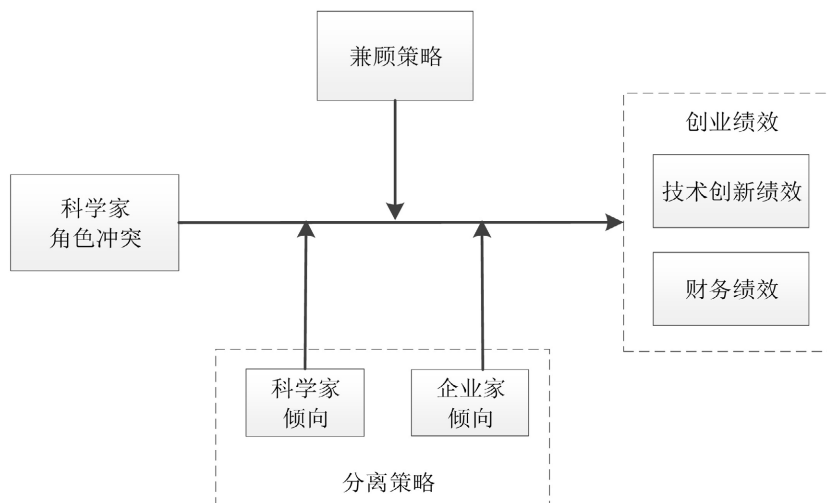 兼顾策略
创业绩效
技术创新绩效
科学家
角色冲突
财务绩效
科学家
倾向
企业家
倾向
分离策略